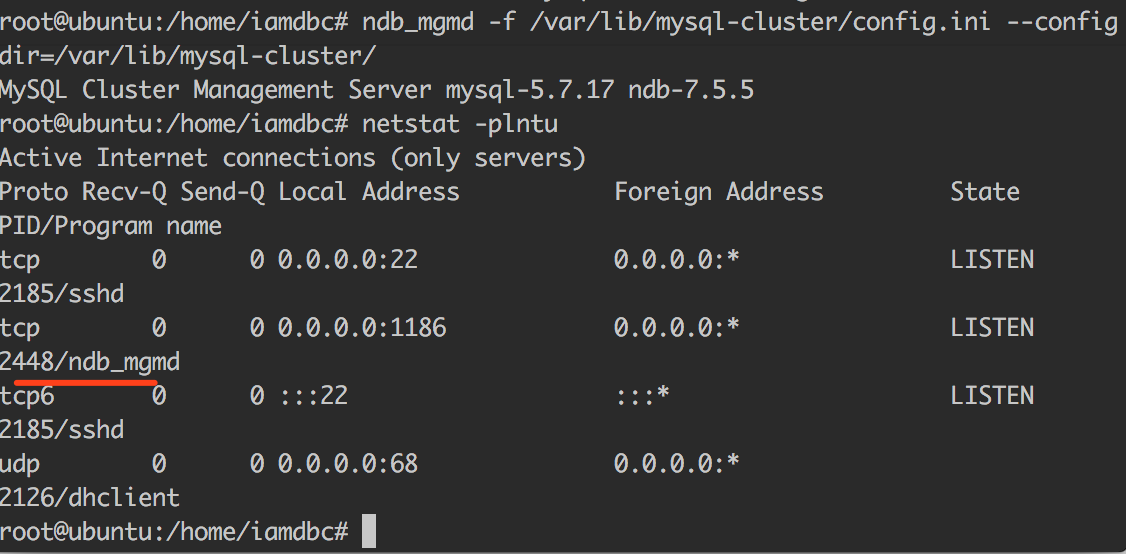 root@ubuntu:/home/iamdbc# ndb_mgmd -f /var/lib/mysql-cluster/config.ini --config
dir=/var/lib/mysql-cluster/
MySQL Cluster Management Server mysql-5.7.17 ndb-7.5.5
root@ubuntu:/home/iamdbc# netstat -plntu
Active Internet connections (only servers)
Proto Recv-Q Send-Q Local Address           Foreign Address         State
PID/Program name
tcp        0      0 0.0.0.0:22              0.0.0.0:*               LISTEN
2185/sshd
tcp        0      0 0.0.0.0:1186            0.0.0.0:*               LISTEN
2448/ndb_mgmd
tcp6       0      0 :::22                   :::*                    LISTEN
2185/sshd
udp        0      0 0.0.0.0:68              0.0.0.0:*
2126/dhclient
root@ubuntu:/home/iamdbc#